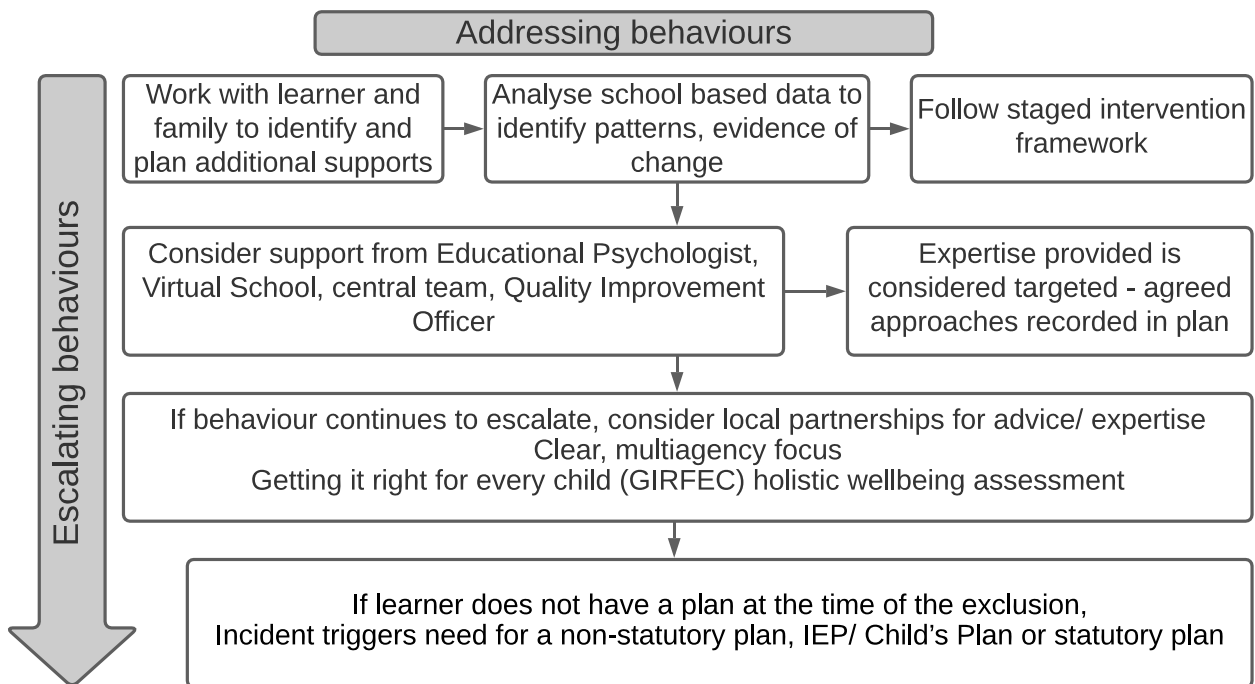 Addressing behaviours
Escalating behaviours
Work with learner and
family to identify and
plan additional supports
Analyse school based data to
identify patterns, evidence of
change
Follow staged intervention
framework
Consider support from Educational Psychologist,
Virtual School, central team, Quality Improvement
Officer
Expertise provided is
considered targeted - agreed
approaches recorded in plan
If behaviour continues to escalate, consider local partnerships for advice/ expertise
Clear, multiagency focus
Getting it right for every child (GIRFEC) holistic wellbeing assessment
If learner does not have a plan at the time of the exclusion,
Incident triggers need for a non-statutory plan, IEP/ Child's Plan or statutory plan